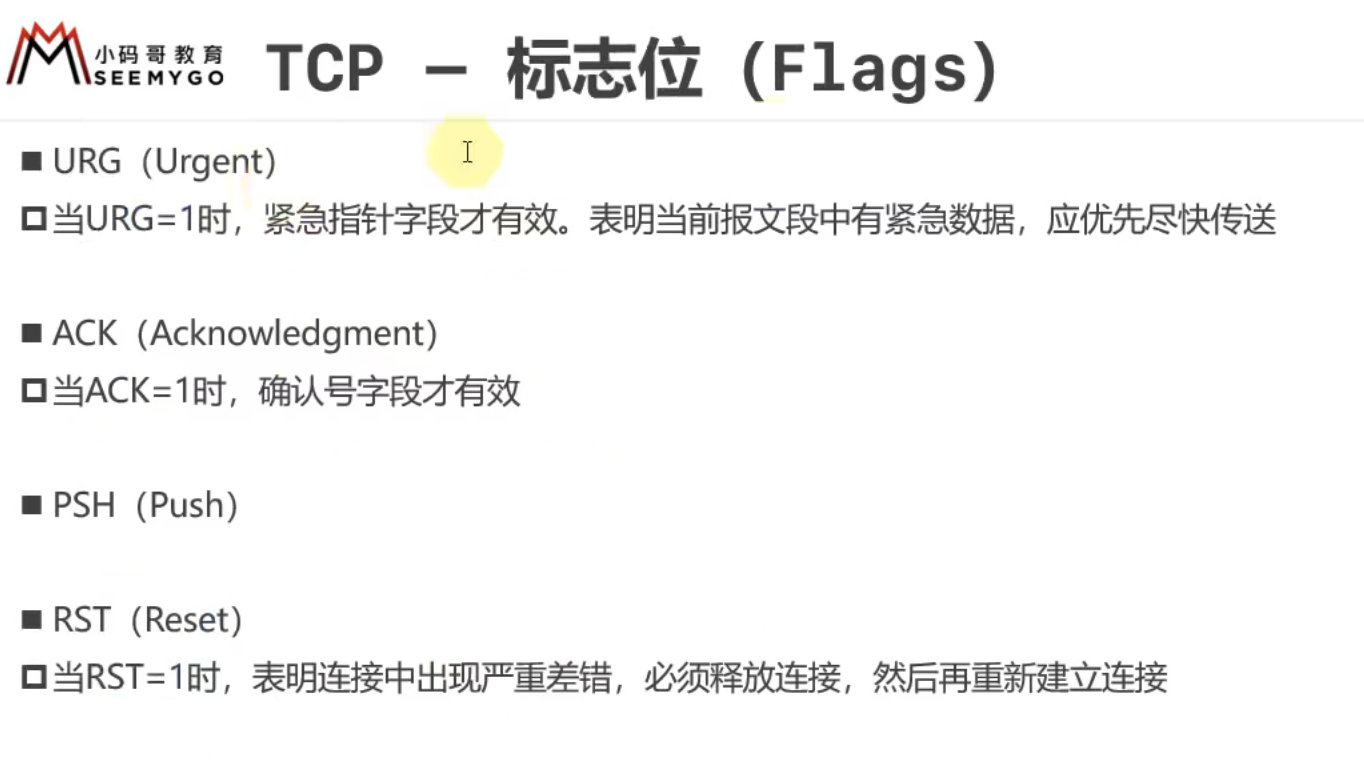 小码哥教育
SEEMYGO
TCP – 标志位（Flags）
■ URG（Urgent）
当URG=1时，紧急指针字段才有效。表明当前报文段中有紧急数据，应优先尽快传送
■ ACK（Acknowledgment）
当ACK=1时，确认号字段才有效
■ PSH（Push）
■ RST（Reset）
当RST=1时，表明连接中出现严重差错，必须释放连接，然后再重新建立连接